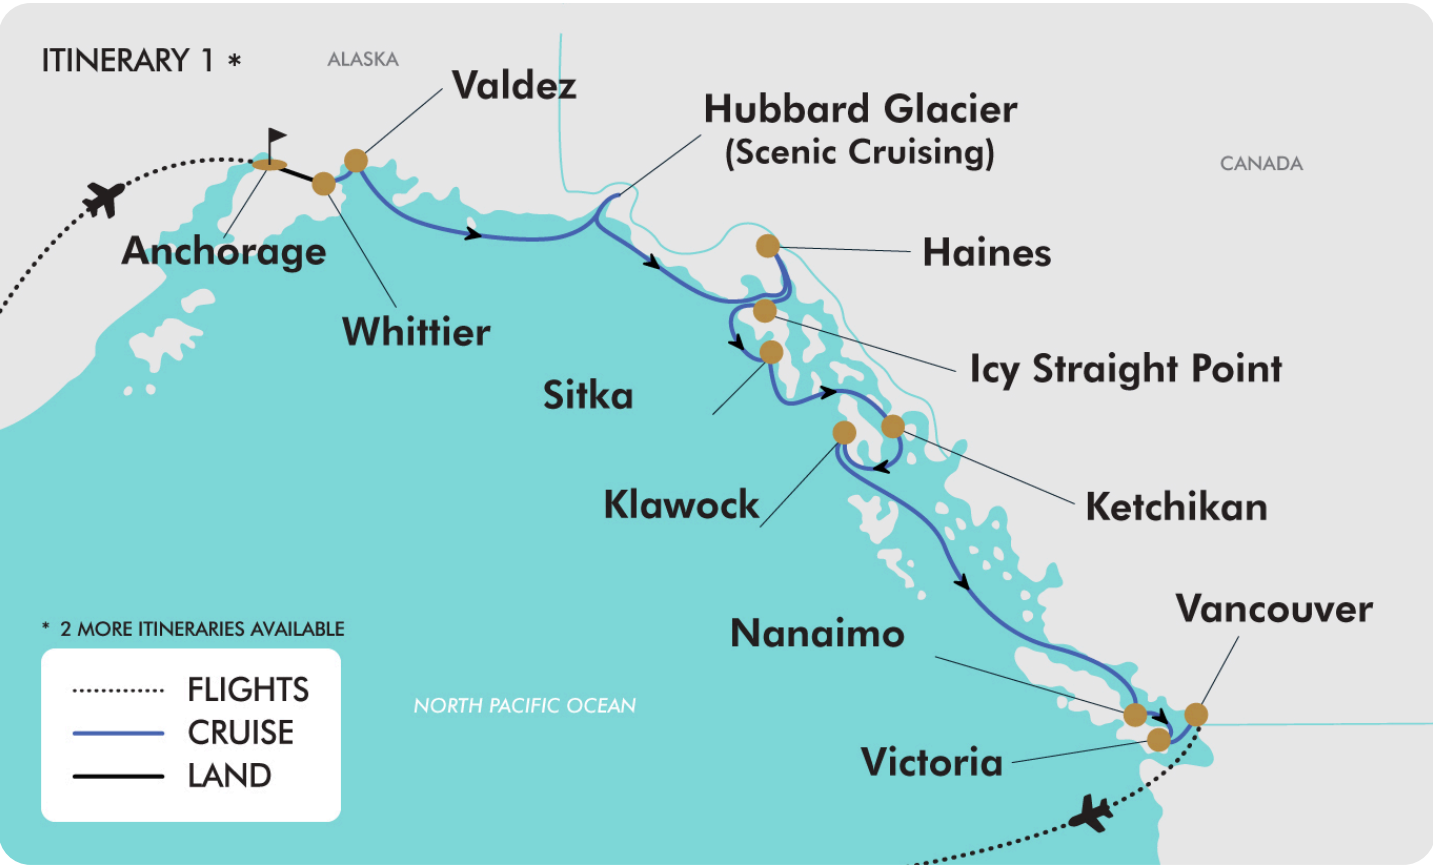 ITINERARY 1 *
ALASKA
Valdez
Hubbard Glacier
(Scenic Cruising)
CANADA
Anchorage
Haines
Whittier
Icy Straight Point
Sitka
Klawock
Ketchikan
Vancouver
Nanaimo
* 2 MORE ITINERARIES AVAILABLE
FLIGHTS
CRUISE
LAND
NORTH PACIFIC OCEAN
Victoria